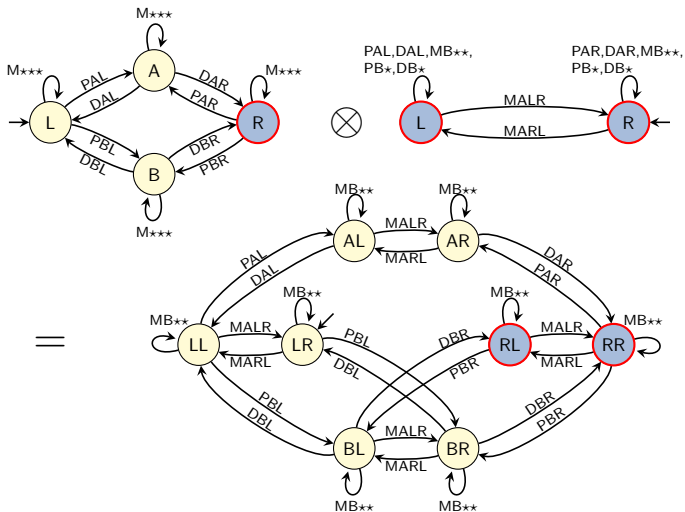 M⋆⋆⋆
M⋆⋆⋆ PAL A DAR M⋆⋆⋆
DAL PAR
L R
PBL DBR
DBL B PBR
M⋆⋆⋆
⊗
PAL,DAL,MB⋆⋆,
PB⋆,DB⋆
PAR,DAR,MB⋆⋆,
PB⋆,DB⋆
L MALR R
MARL
=
MB⋆⋆ MB⋆⋆
PAL AL MALR AR DAR
DAL MARL PAR
MB⋆⋆ MB⋆⋆ MB⋆⋆ MB⋆⋆
LL MALR LR PBL DBR RL MALR RR
MARL DBL PBR MARL
PBL DBR
DBL PBR
BL MALR BR
MARL
MB⋆⋆ MB⋆⋆